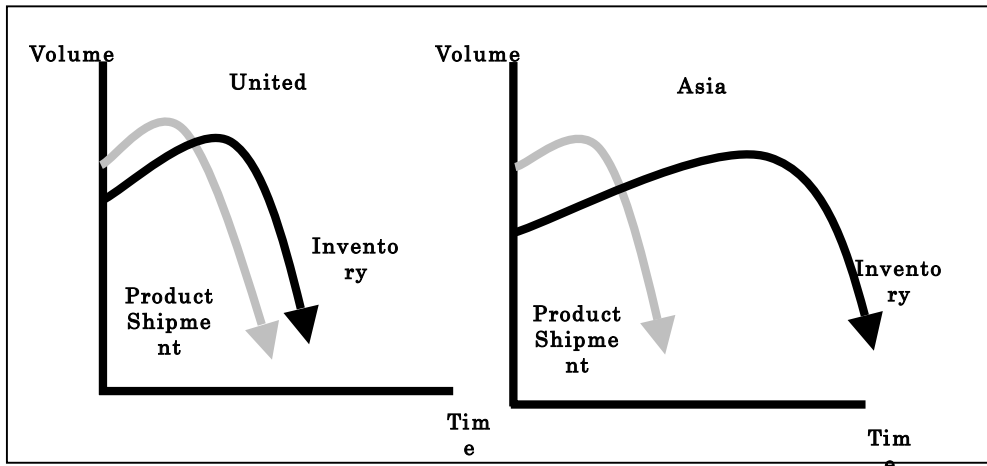 Volume
United
Invento
ry
Product
Shipme
nt
Tim
e
Volume
Asia
Invento
ry
Product
Shipme
nt
Tim
e